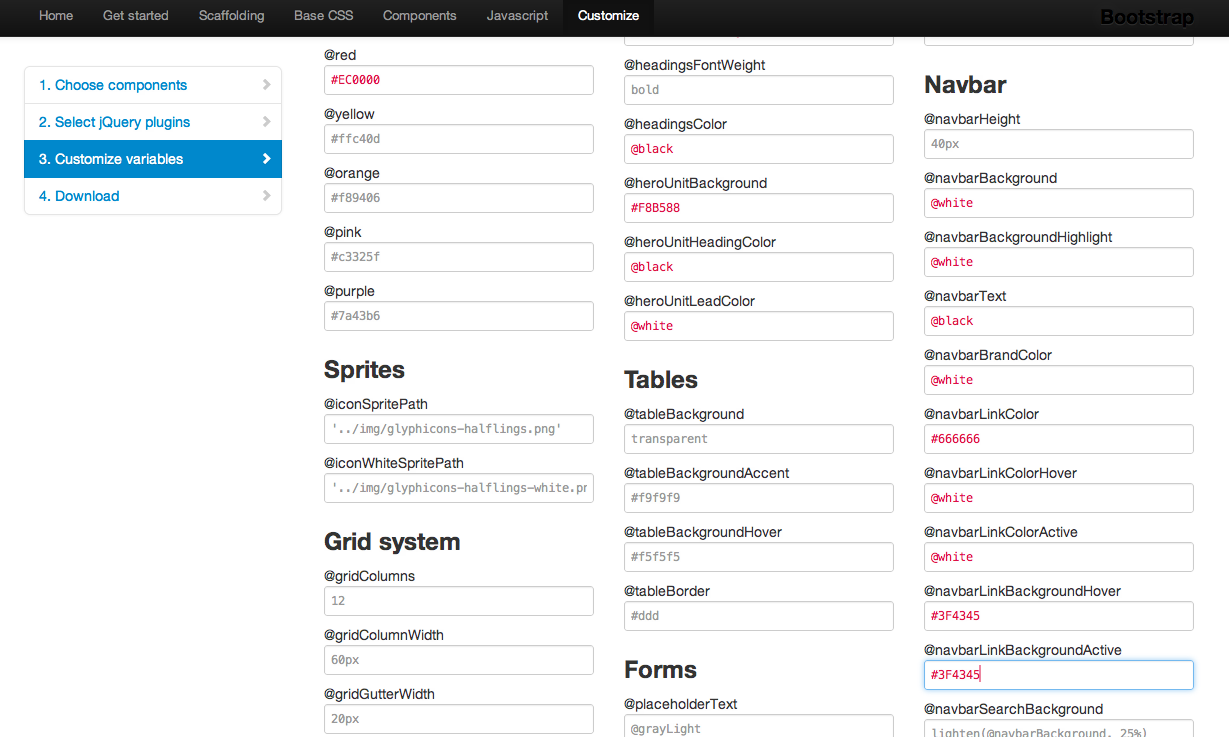 Home Get started Scaffolding Base CSS Components Javascript Customize Bootstrap
1. Choose components
2. Select jQuery plugins
3. Customize variables
4. Download
@red
#EC0000
@yellow
#ffc40d
@orange
#f89406
@pink
#c3325f
@purple
#7a43b6
Sprites
@iconSpritePath
'../img/glyphicons-halflings.png'
@iconWhiteSpritePath
'../img/glyphicons-halflings-white.pr
Grid system
@gridColumns
12
@gridColumnWidth
60px
@gridGutterWidth
20px
@headingsFontWeight
bold
@headingsColor
@black
@heroUnitBackground
#F8B588
@heroUnitHeadingColor
@black
@heroUnitLeadColor
@white
Tables
@tableBackground
transparent
@tableBackgroundAccent
#f9f9f9
@tableBackgroundHover
#f5f5f5
@tableBorder
#ddd
Forms
@placeholderText
@grayLight
Navbar
@navbarHeight
40px
@navbarBackground
@white
@navbarBackgroundHighlight
@white
@navbarText
@black
@navbarBrandColor
@white
@navbarLinkColor
#666666
@navbarLinkColorHover
@white
@navbarLinkColorActive
@white
@navbarLinkBackgroundHover
#3F4345
@navbarLinkBackgroundActive
#3F4345
@navbarSearchBackground
lighten(@navbarBackground, 25%)